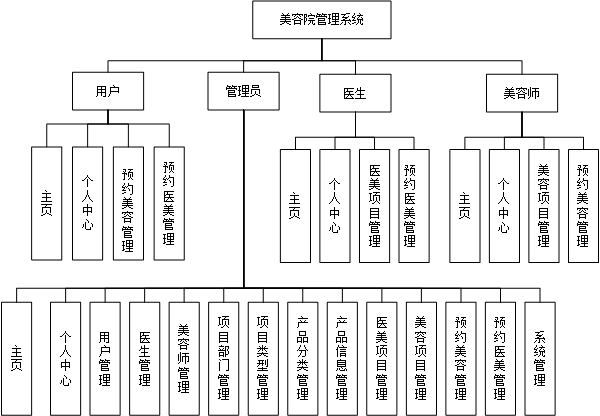 美容院管理系统
用户
管理员
医生
美容师
主页
个人中心
预约美容管理
预约医美管理
主页
个人中心
医美项目管理
预约医美管理
主页
个人中心
美容项目管理
预约美容管理
主页
个人中心
用户管理
医生管理
美容师管理
项目部门管理
项目类型管理
产品分类管理
产品信息管理
医美项目管理
美容项目管理
预约美容管理
预约医美管理
系统管理